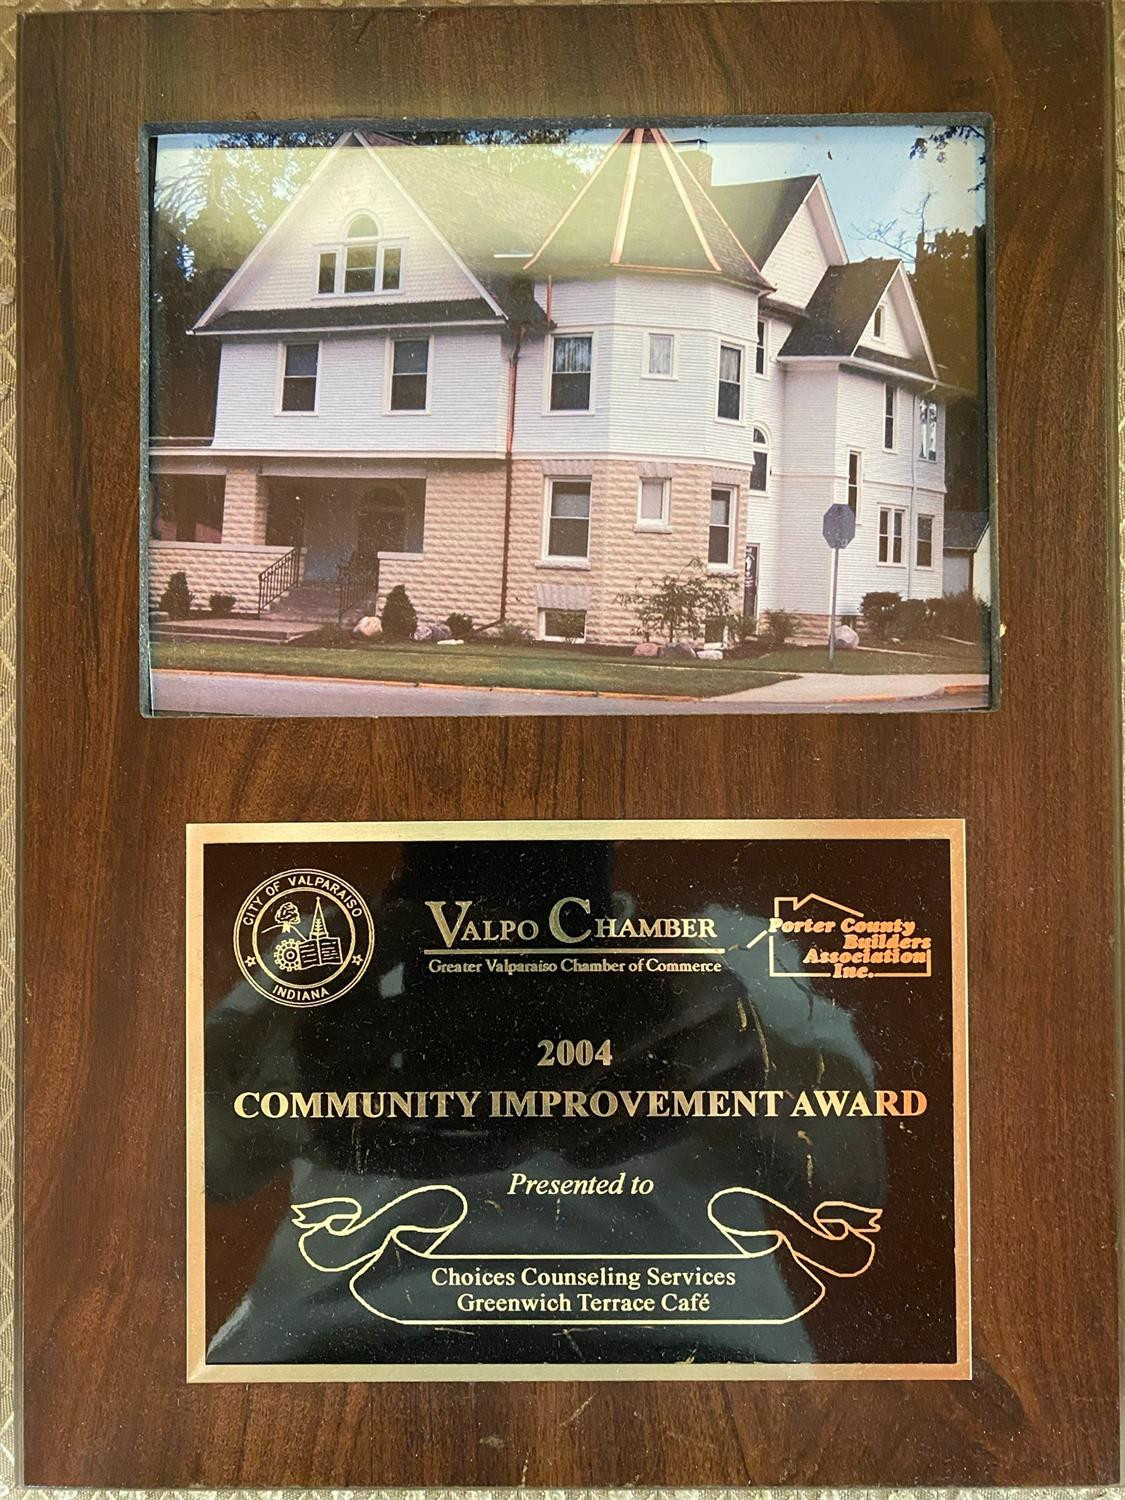 CITY OF VALPARAISO
INDIANA
VALPO CHAMBER
Greater Valparaiso Chamber of Commerce
Porter County
Builders
Association
Inc.
2004
COMMUNITY IMPROVEMENT AWARD
Presented to
Choices Counseling Services
Greenwich Terrace Café